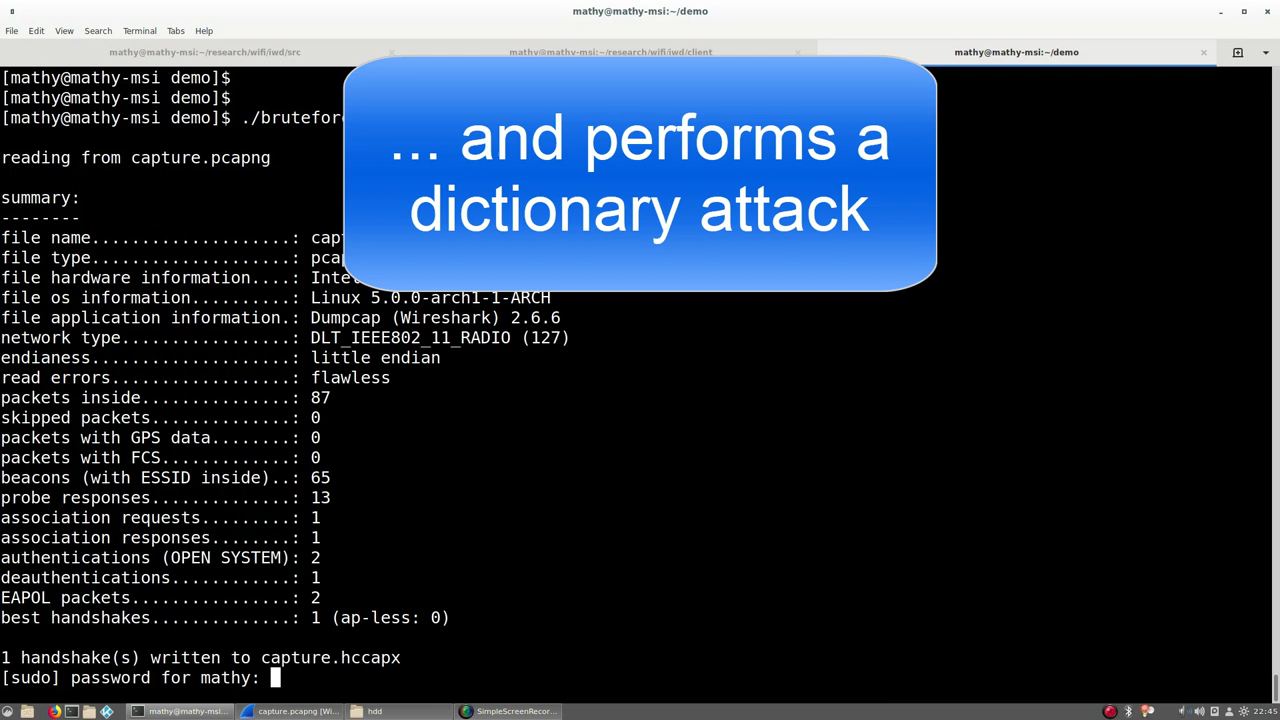 mathy@mathy-msi:~/demo
File Edit View Search Terminal Tabs Help
mathy@mathy-msi:~/research/wifi/iwd/src
mathy@mathy-msi:~/research/wifi/iwd/client
mathy@mathy-msi:~/demo
[mathy@mathy-msi demo]$
[mathy@mathy-msi demo]$
[mathy@mathy-msi demo]$ ./brutefor
... and performs a
dictionary attack
reading from capture.pcapng
summary:
--------
file name....................: cap
file type....................: pca
file hardware information....: Inte
file os information..........: Linux 5.0.0-arch1-1-ARCH
file application information.: Dumpcap (Wireshark) 2.6.6
network type.................: DLT_IEEE802_11_RADIO (127)
endianess....................: little endian
read errors..................: flawless
packets inside...............: 87
skipped packets..............: 0
packets with GPS data........: 0
packets with FCS.............: 0
beacons (with ESSID inside)..: 65
probe responses..............: 13
association requests.........: 1
association responses........: 1
authentications (OPEN SYSTEM): 2
deauthentications............: 1
EAPOL packets................: 2
best handshakes..............: 1 (ap-less: 0)
1 handshake(s) written to capture.hccapx
[sudo] password for mathy:
mathy@mathy-msi:... capture.pcapng [Wi... hdd SimpleScreenRecor... 22:45